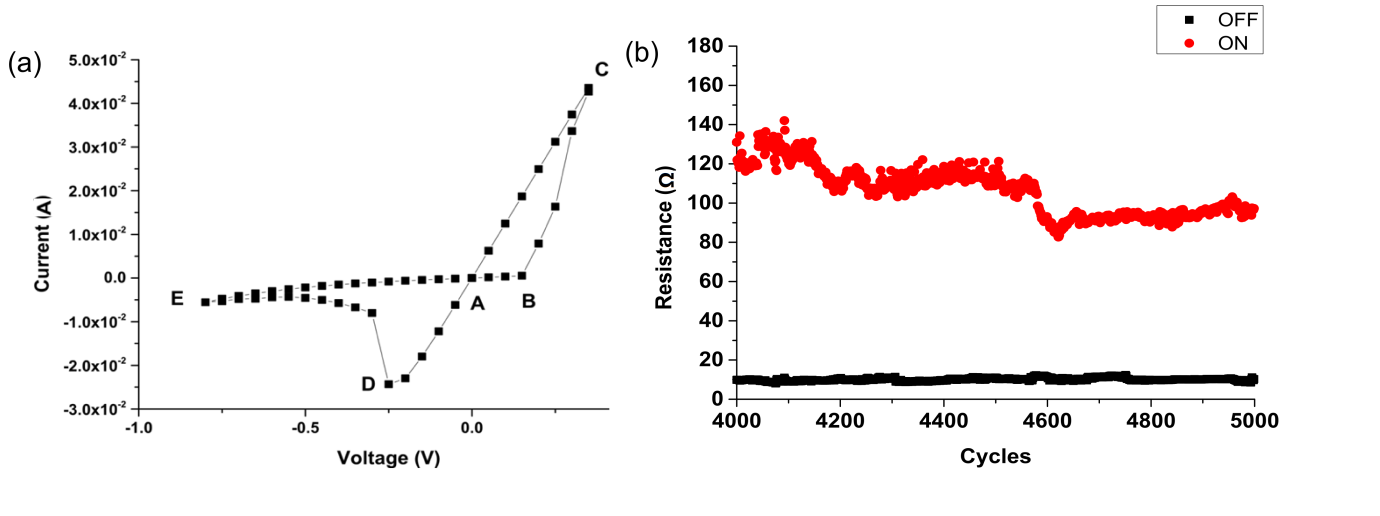 (a)
5.0x10⁻²
4.0x10⁻²
3.0x10⁻²
2.0x10⁻²
1.0x10⁻²
0.0
-1.0x10⁻²
-2.0x10⁻²
-3.0x10⁻²
Current (A)
-1.0 -0.5 0.0
Voltage (V)
C
E
A
B
D
(b)
OFF
ON
180
160
140
120
100
80
60
40
20
0
Resistance (Ω)
4000 4200 4400 4600 4800 5000
Cycles